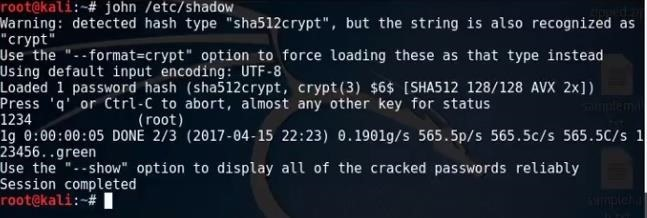 root@kali:~# john /etc/shadow
Warning: detected hash type "sha512crypt", but the string is also recognized as
"crypt"
Use the "--format=crypt" option to force loading these as that type instead
Using default input encoding: UTF-8
Loaded 1 password hash (sha512crypt, crypt(3) $6$ [SHA512 128/128 AVX 2x])
Press 'q' or Ctrl-C to abort, almost any other key for status
1234             (root)
1g 0:00:00:05 DONE 2/3 (2017-04-15 22:23) 0.1901g/s 565.5p/s 565.5c/s 565.5C/s 1
23456..green
Use the "--show" option to display all of the cracked passwords reliably
Session completed
root@kali:~#